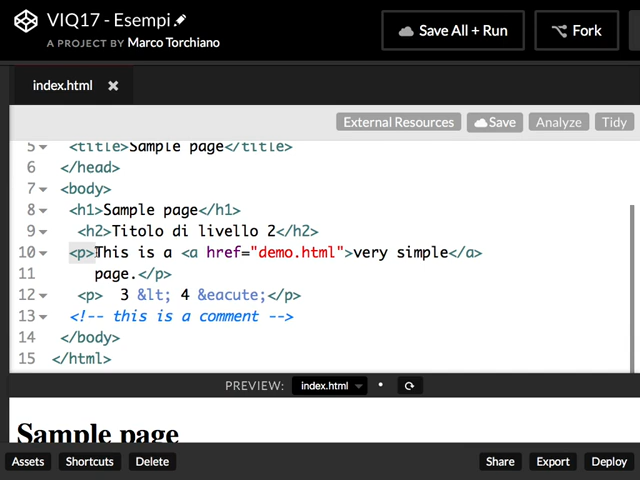 VIQ17 - Esempi
A PROJECT BY Marco Torchiano
Save All + Run
Fork
index.html ×
External Resources Save Analyze Tidy
5 <title>Sample page</title>
6 </head>
7 <body>
8 <h1>Sample page</h1>
9 <h2>Titolo di livello 2</h2>
10 <p>This is a <a href="demo.html">very simple</a>
11 page.</p>
12 <p> 3 &lt; 4 &eacute;</p>
13 <!-- this is a comment -->
14 </body>
15 </html>
PREVIEW: index.html
Sample page
Assets Shortcuts Delete Share Export Deploy